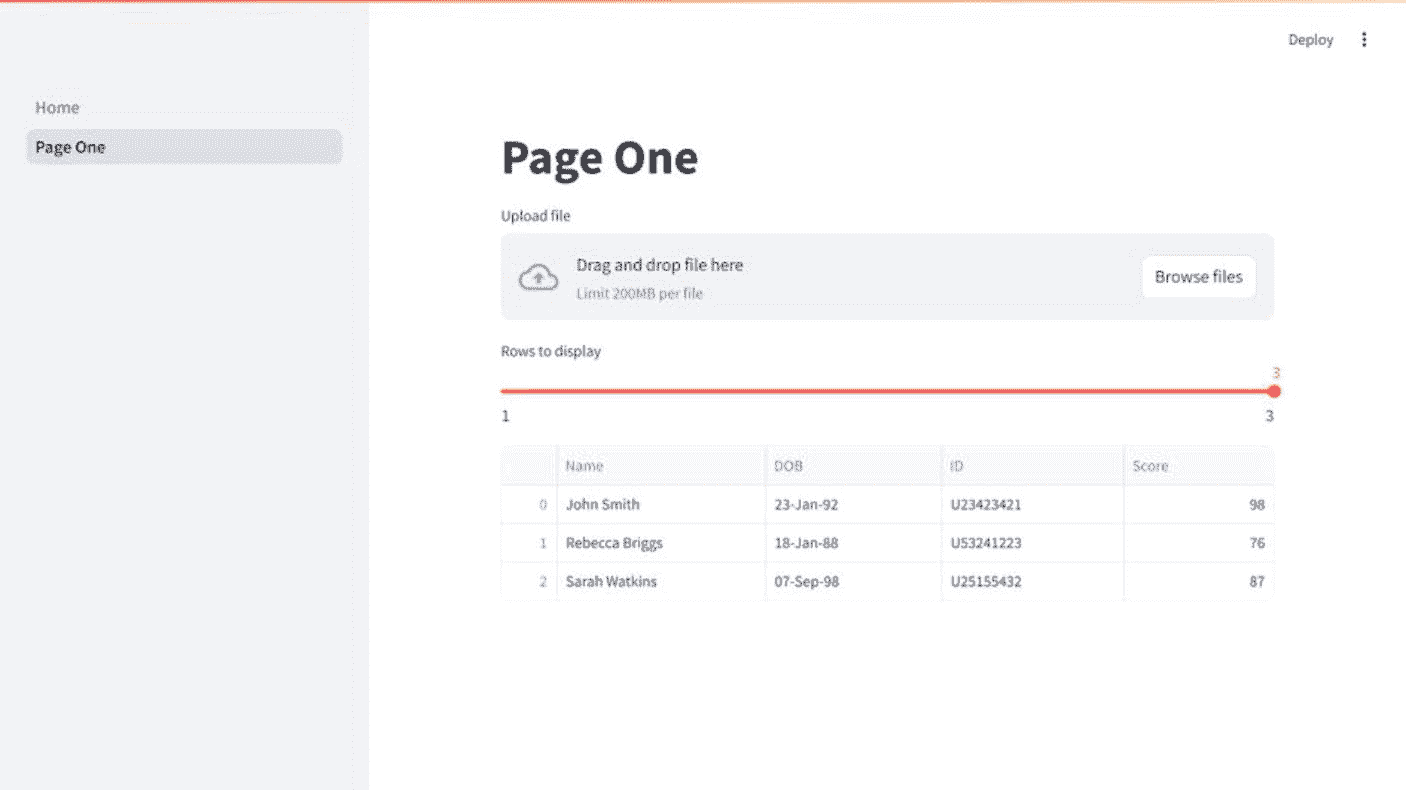 Deploy
Home
Page One
Page One
Upload file
Drag and drop file here
Limit 200MB per file
Browse files
Rows to display
3
1 3
Name DOB ID Score
0 John Smith 23-Jan-92 U23423421 98
1 Rebecca Briggs 18-Jan-88 U53241223 76
2 Sarah Watkins 07-Sep-98 U25155432 87